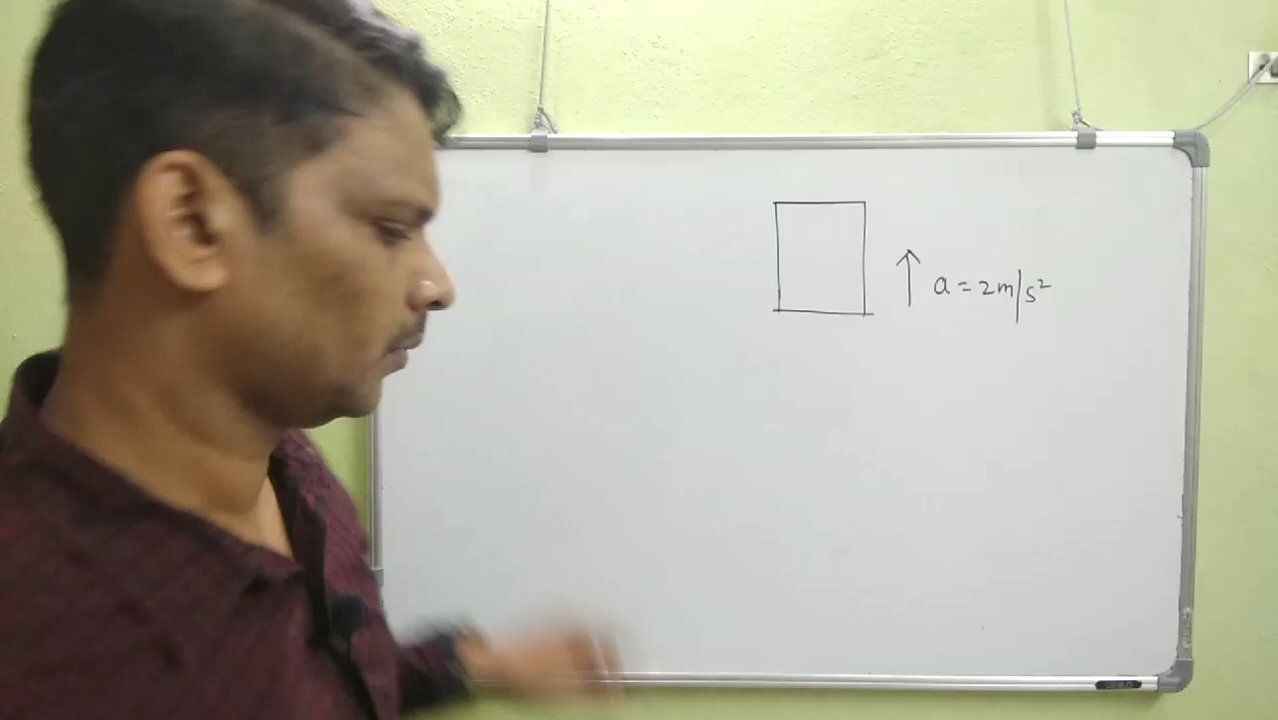 a = 2m/s²